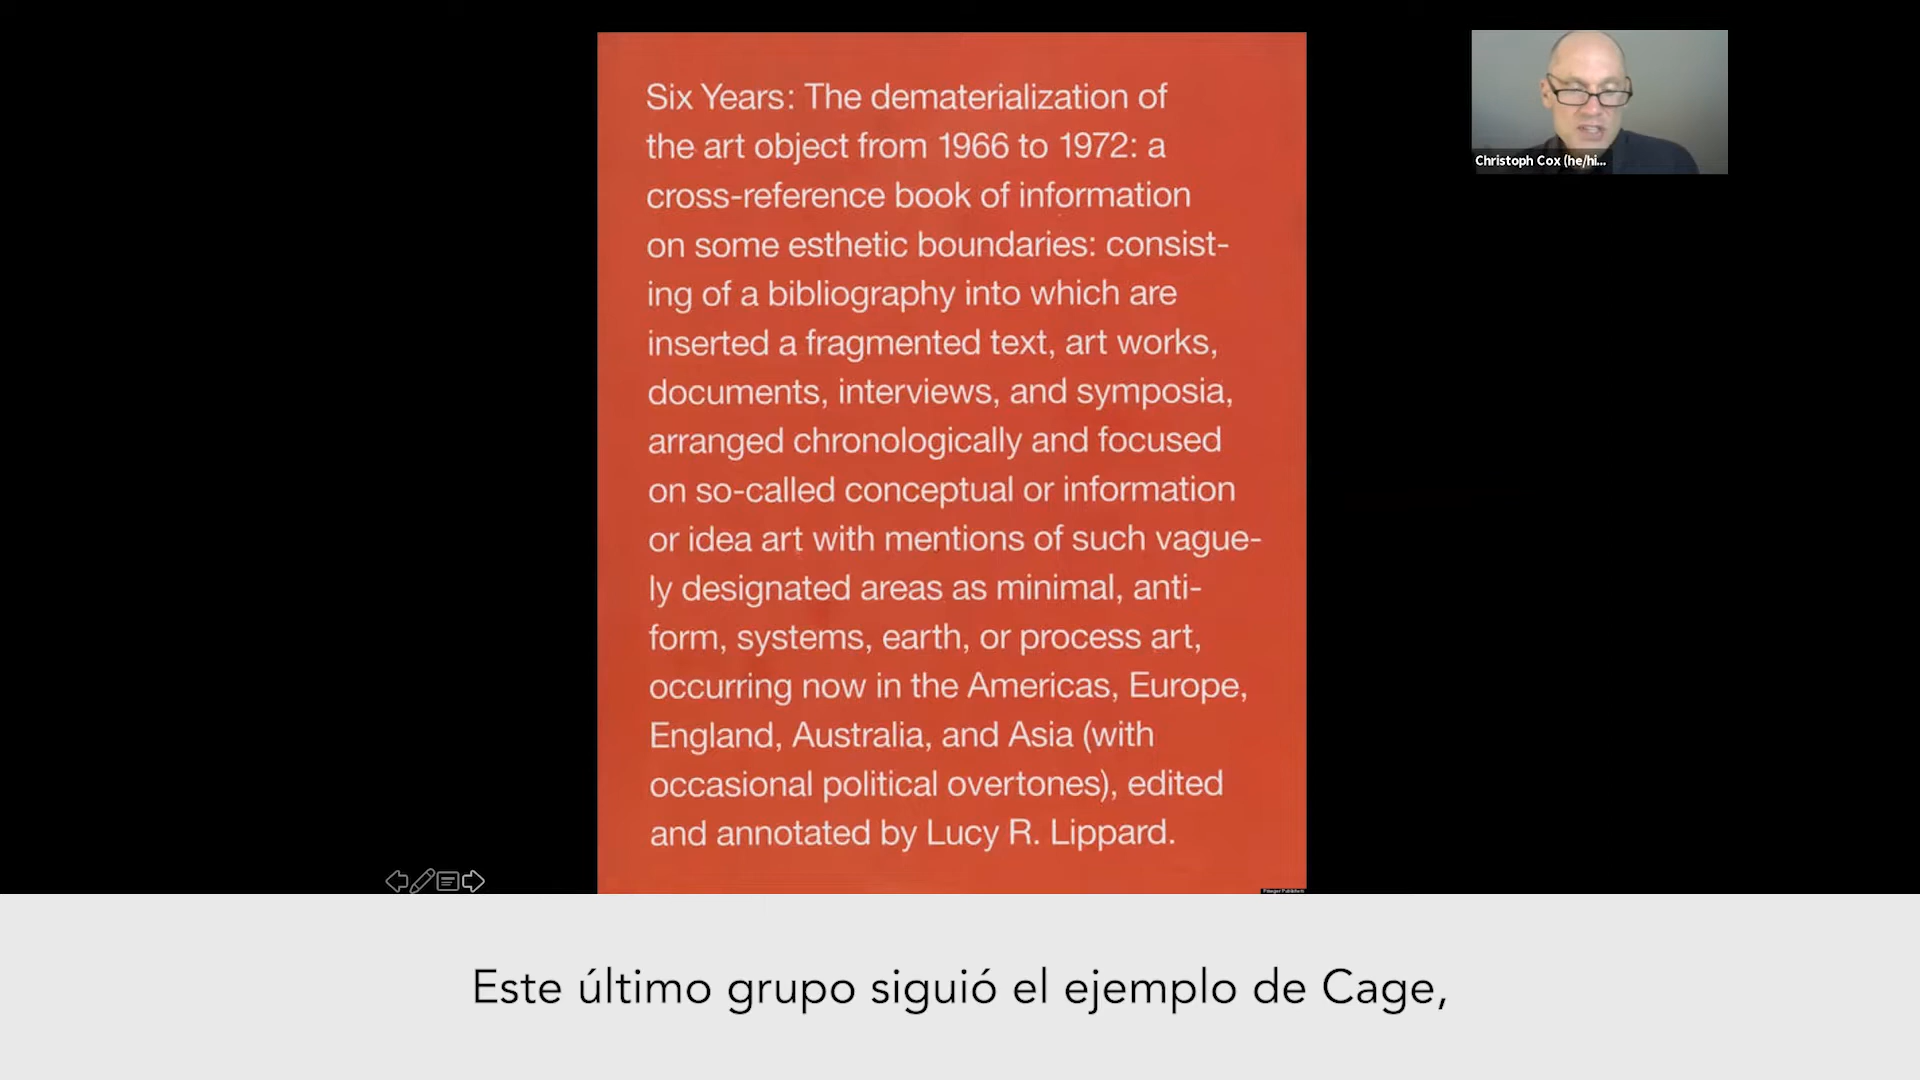 Six Years: The dematerialization of
the art object from 1966 to 1972: a
cross-reference book of information
on some esthetic boundaries: consist-
ing of a bibliography into which are
inserted a fragmented text, art works,
documents, interviews, and symposia,
arranged chronologically and focused
on so-called conceptual or information
or idea art with mentions of such vague-
ly designated areas as minimal, anti-
form, systems, earth, or process art,
occurring now in the Americas, Europe,
England, Australia, and Asia (with
occasional political overtones), edited
and annotated by Lucy R. Lippard.
Christoph Cox (he/hi...
Este último grupo siguió el ejemplo de Cage,